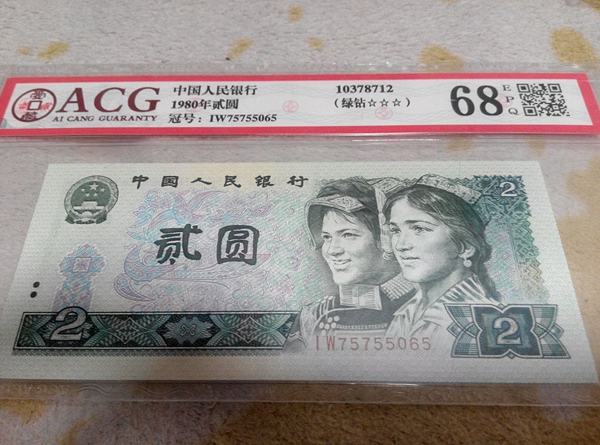 ACG
AI CANG GUARANTY
中国人民银行
1980年贰圆
冠号：IW75755065
10378712
（绿钻☆☆☆）
68
EPQ
中国人民银行
贰圆
2
2
2
IW75755065